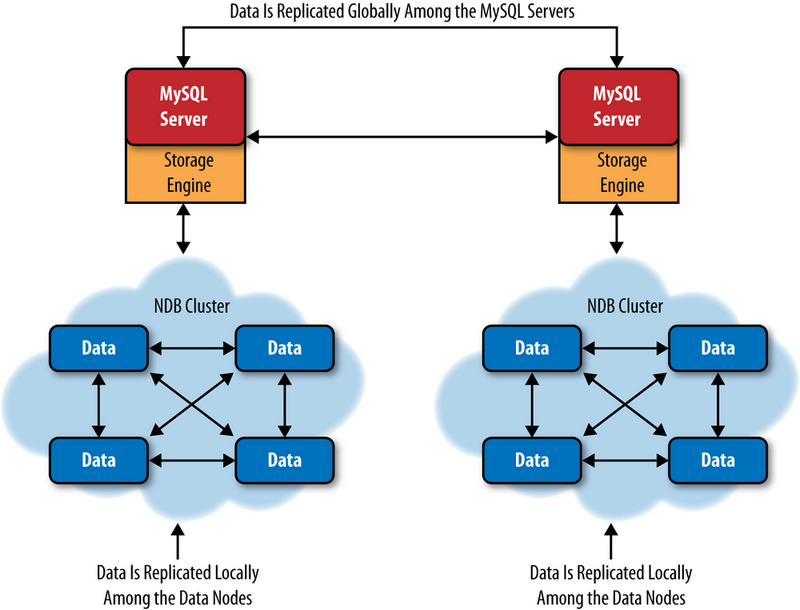 Data Is Replicated Globally Among the MySQL Servers
MySQL
Server
Storage
Engine
MySQL
Server
Storage
Engine
NDB Cluster
Data
Data
Data
Data
NDB Cluster
Data
Data
Data
Data
Data Is Replicated Locally
Among the Data Nodes
Data Is Replicated Locally
Among the Data Nodes